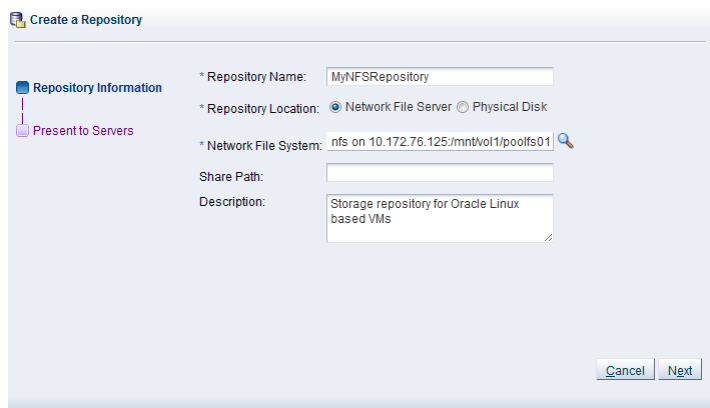 Create a Repository
Repository Information
Present to Servers
* Repository Name: MyNFSRepository
* Repository Location: Network File Server Physical Disk
* Network File System: nfs on 10.172.76.125:/mnt/vol1/poolfs01
Share Path:
Description: Storage repository for Oracle Linux
based VMs
Cancel Next